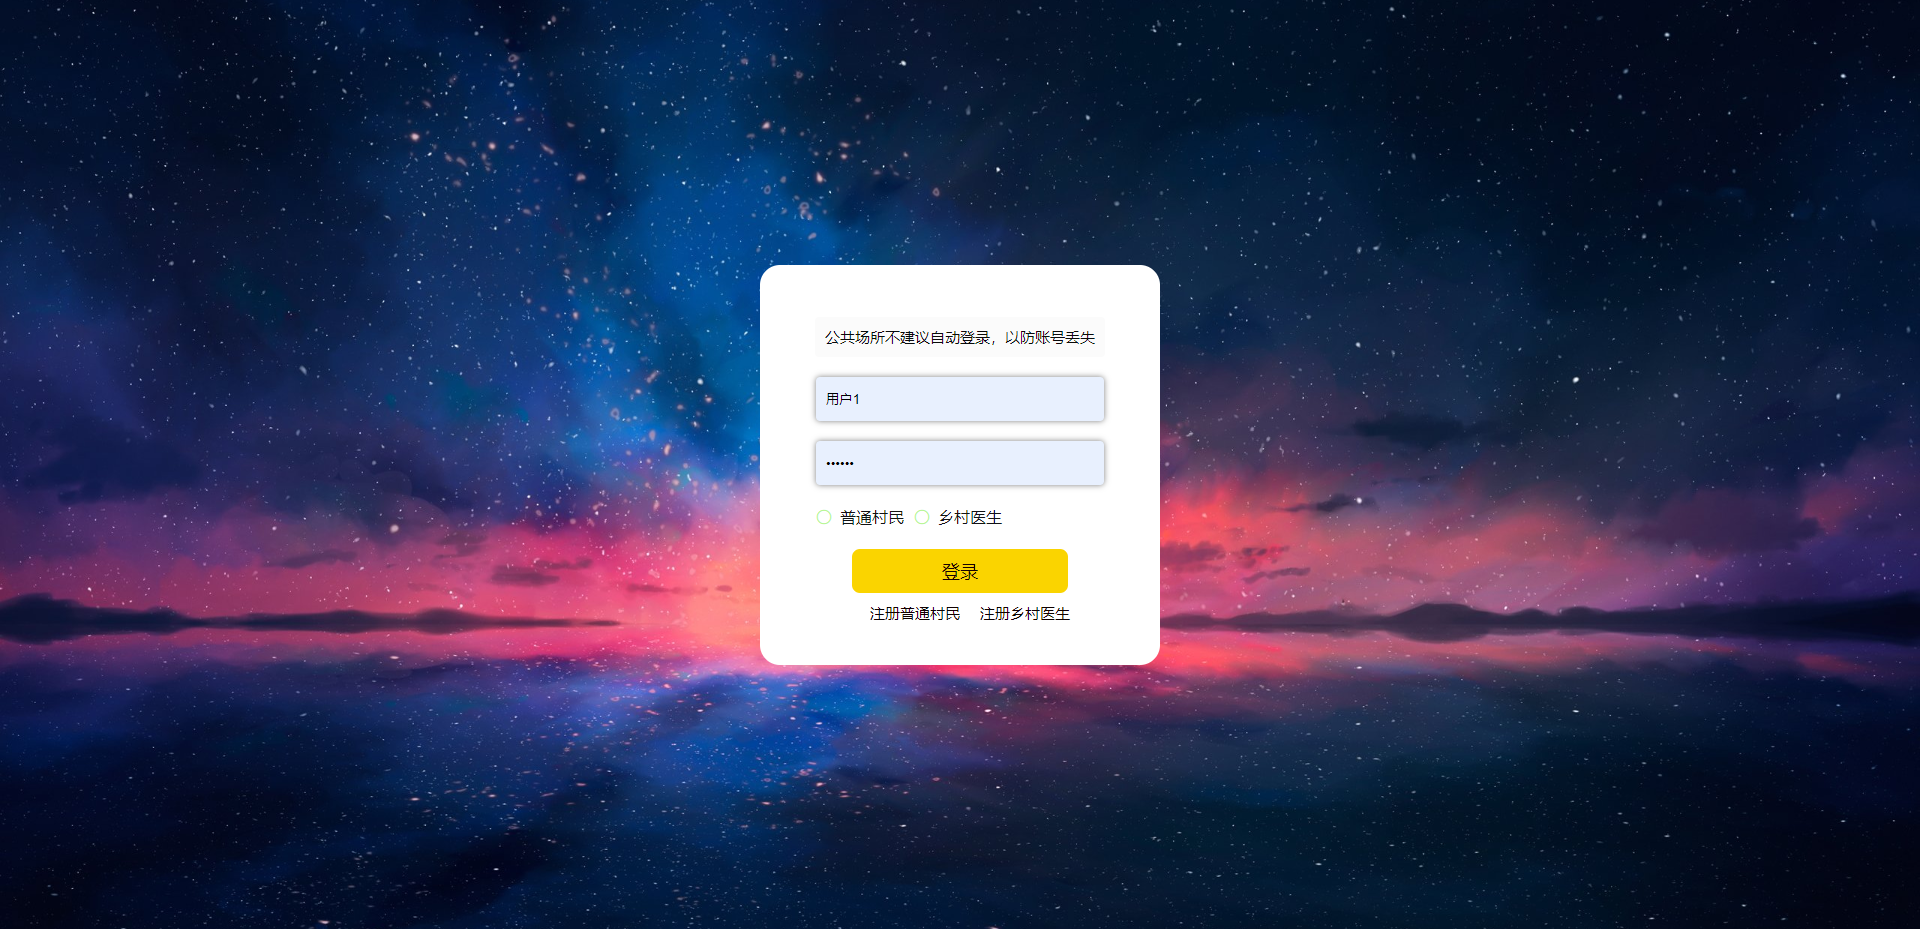 公共场所不建议自动登录，以防账号丢失
用户1
••••••
普通村民 乡村医生
登录
注册普通村民 注册乡村医生